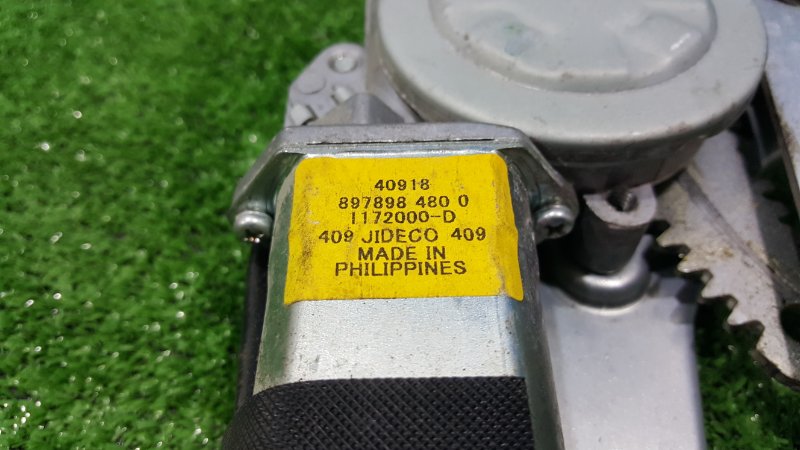 40918
897898 480 0
1172000-D
409 JIDECO 409
MADE IN
PHILIPPINES